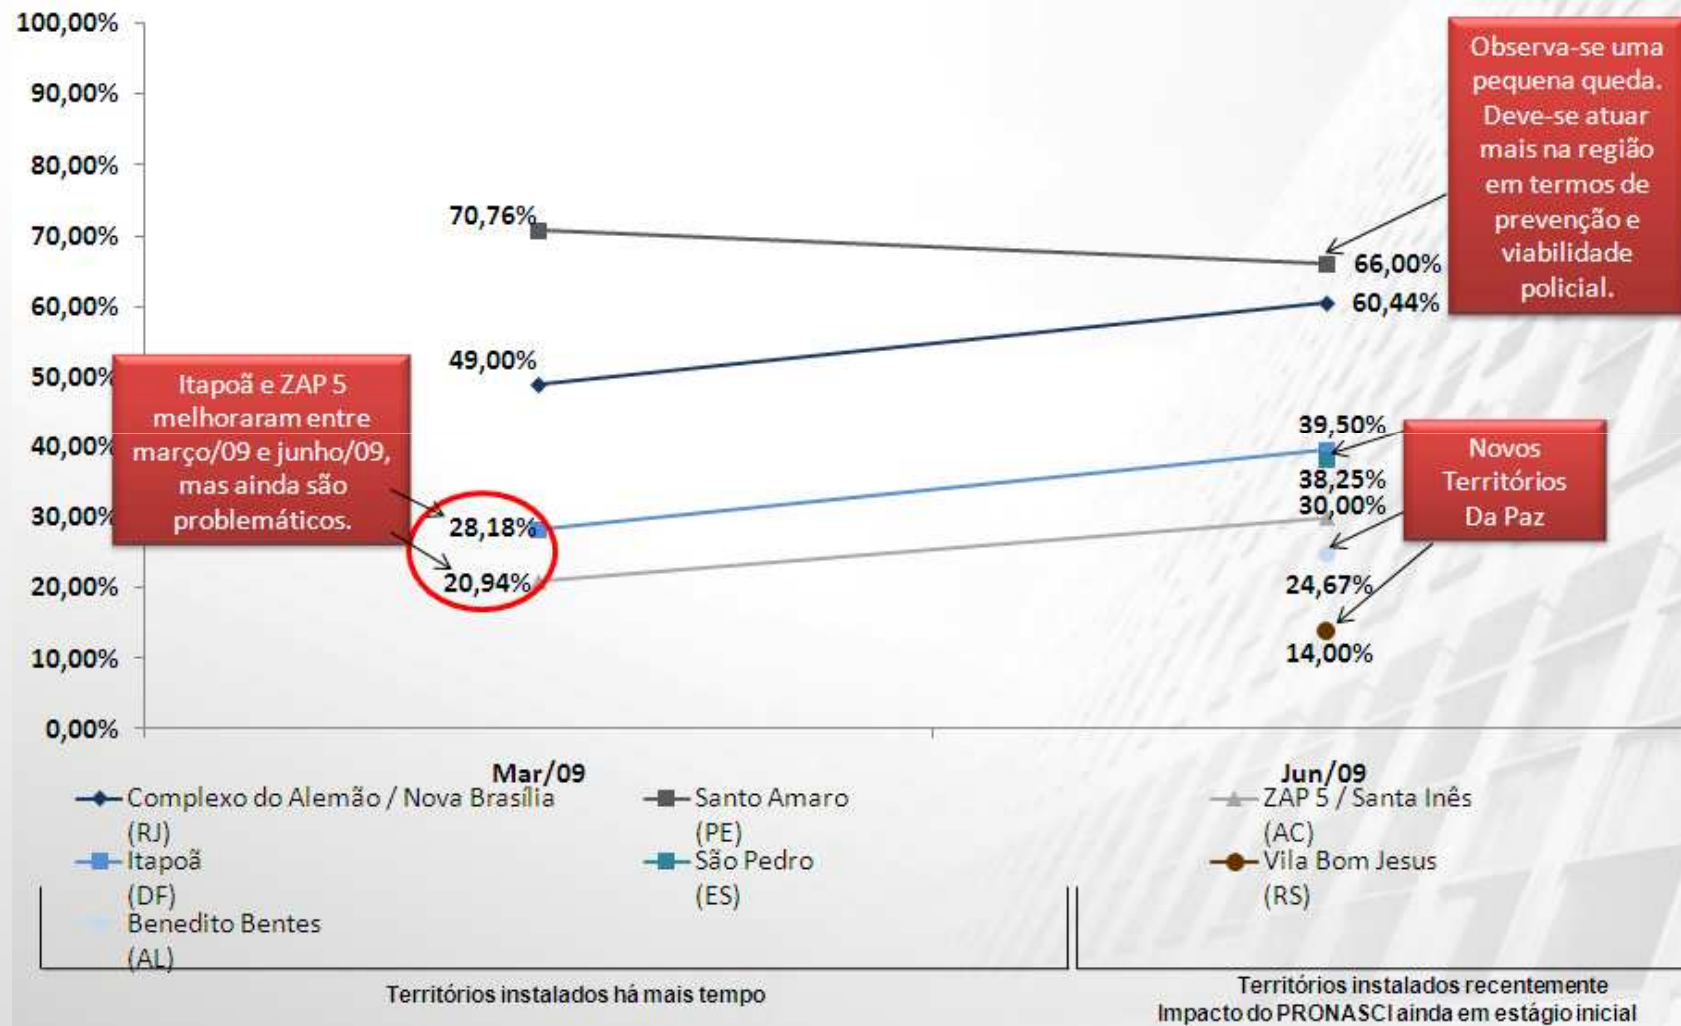 100,00%
90,00%
80,00%
70,00%
60,00%
50,00%
40,00%
30,00%
20,00%
10,00%
0,00%
70,76%
49,00%
28,18%
20,94%
66,00%
60,44%
39,50%
38,25%
30,00%
24,67%
14,00%
Observa-se uma
pequena queda.
Deve-se atuar
mais na região
em termos de
prevenção e
viabilidade
policial.
Itapoã e ZAP 5
melhoraram entre
março/09 e junho/09,
mas ainda são
problemáticos.
Novos
Territórios
Da Paz
Mar/09
Jun/09
Complexo do Alemão / Nova Brasília
(RJ)
Santo Amaro
(PE)
ZAP 5 / Santa Inês
(AC)
Itapoã
(DF)
São Pedro
(ES)
Vila Bom Jesus
(RS)
Benedito Bentes
(AL)
Territórios instalados há mais tempo
Territórios instalados recentemente
Impacto do PRONASCI ainda em estágio inicial